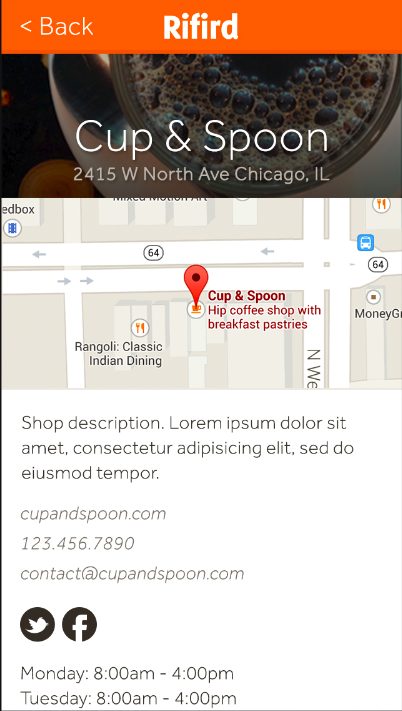 < Back
Rifird
Cup & Spoon
2415 W North Ave Chicago, IL
Mixed Motion Art
edbox
64
64
Cup & Spoon
Hip coffee shop with
breakfast pastries
MoneyGr
Rangoli: Classic
Indian Dining
N We
Shop description. Lorem ipsum dolor sit
amet, consectetur adipisicing elit, sed do
eiusmod tempor.
cupandspoon.com
123.456.7890
contact@cupandspoon.com
Monday: 8:00am - 4:00pm
Tuesday: 8:00am - 4:00pm